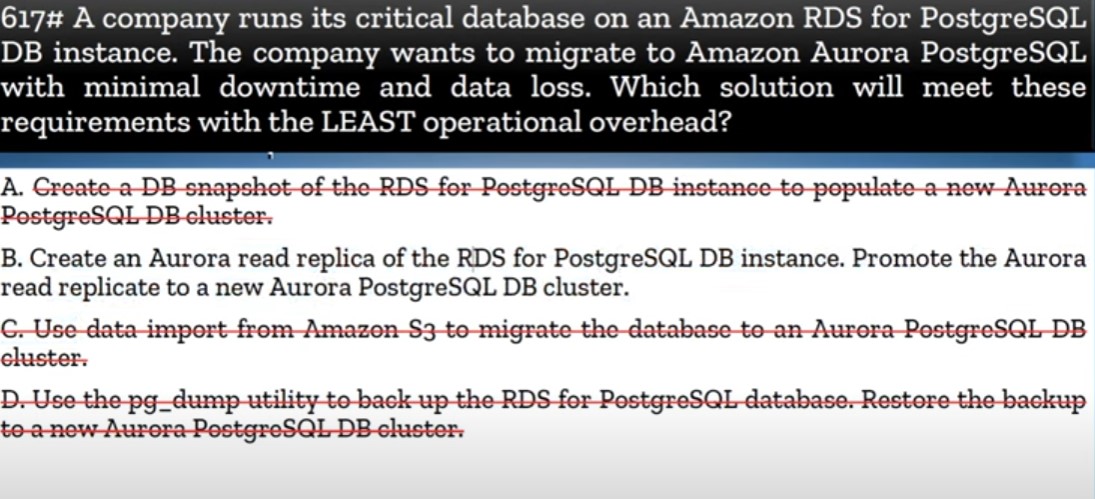 617# A company runs its critical database on an Amazon RDS for PostgreSQL
DB instance. The company wants to migrate to Amazon Aurora PostgreSQL
with minimal downtime and data loss. Which solution will meet these
requirements with the LEAST operational overhead?
A. Create a DB snapshot of the RDS for PostgreSQL DB instance to populate a new Aurora
PostgreSQL DB cluster.
B. Create an Aurora read replica of the RDS for PostgreSQL DB instance. Promote the Aurora
read replicate to a new Aurora PostgreSQL DB cluster.
C. Use data import from Amazon S3 to migrate the database to an Aurora PostgreSQL DB
cluster.
D. Use the pg_dump utility to back up the RDS for PostgreSQL database. Restore the backup
to a new Aurora PostgreSQL DB cluster.